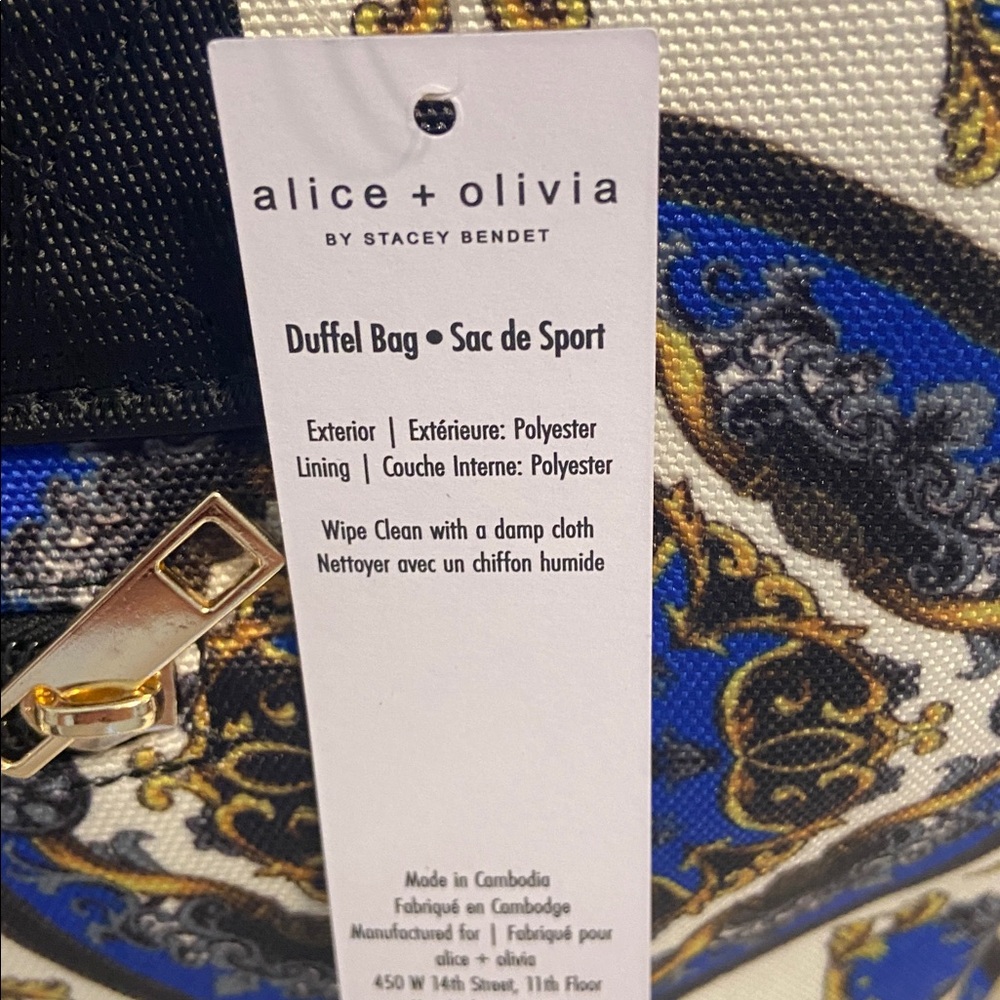 alice + olivia
BY STACEY BENDET
Duffel Bag • Sac de Sport
Exterior | Extérieure: Polyester
Lining | Couche Interne: Polyester
Wipe Clean with a damp cloth
Nettoyer avec un chiffon humide
Made in Cambodia
Fabriqué en Cambodge
Manufactured for | Fabriqué pour
alice + olivia
450 W 14th Street, 11th Floor